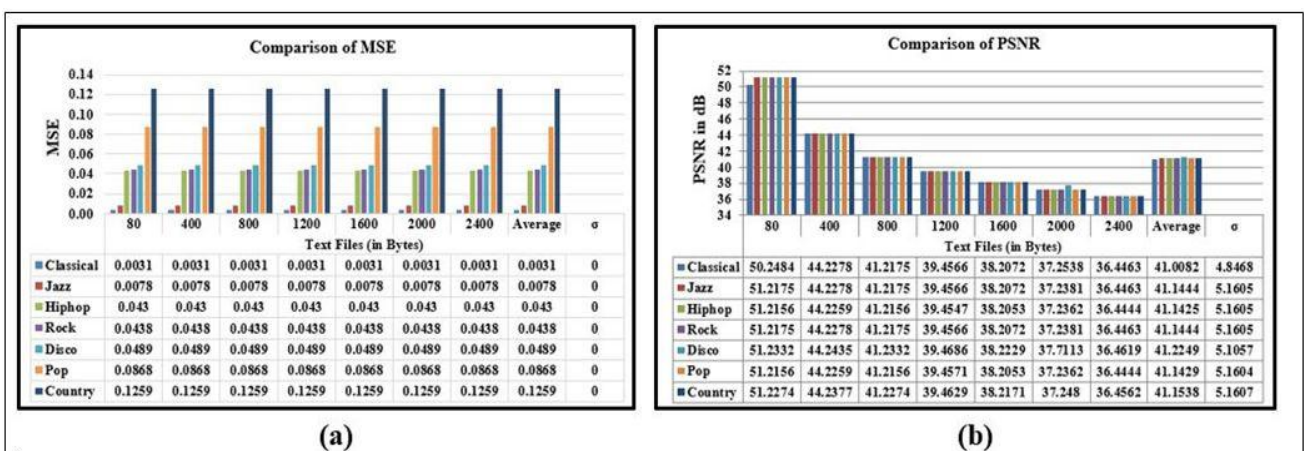 Comparison of MSE
MSE
0.14
0.12
0.10
0.08
0.06
0.04
0.02
0.00
80 400 800 1200 1600 2000 2400 Average σ
Text Files (in Bytes)
Classical 0.0031 0.0031 0.0031 0.0031 0.0031 0.0031 0.0031 0.0031 0
Jazz 0.0078 0.0078 0.0078 0.0078 0.0078 0.0078 0.0078 0.0078 0
Hiphop 0.043 0.043 0.043 0.043 0.043 0.043 0.043 0.043 0
Rock 0.0438 0.0438 0.0438 0.0438 0.0438 0.0438 0.0438 0.0438 0
Disco 0.0489 0.0489 0.0489 0.0489 0.0489 0.0489 0.0489 0.0489 0
Pop 0.0868 0.0868 0.0868 0.0868 0.0868 0.0868 0.0868 0.0868 0
Country 0.1259 0.1259 0.1259 0.1259 0.1259 0.1259 0.1259 0.1259 0
(a)
Comparison of PSNR
PSNR in dB
52
50
48
46
44
42
40
38
36
34
80 400 800 1200 1600 2000 2400 Average σ
Text Files (in Bytes)
Classical 50.2484 44.2278 41.2175 39.4566 38.2072 37.2538 36.4463 41.0082 4.8468
Jazz 51.2175 44.2278 41.2175 39.4566 38.2072 37.2381 36.4463 41.1444 5.1605
Hiphop 51.2156 44.2259 41.2156 39.4547 38.2053 37.2362 36.4444 41.1425 5.1605
Rock 51.2175 44.2278 41.2175 39.4566 38.2072 37.2381 36.4463 41.1444 5.1605
Disco 51.2332 44.2435 41.2332 39.4686 38.2229 37.7113 36.4619 41.2249 5.1057
Pop 51.2156 44.2259 41.2156 39.4571 38.2053 37.2362 36.4444 41.1429 5.1604
Country 51.2274 44.2377 41.2274 39.4629 38.2171 37.248 36.4562 41.1538 5.1607
(b)